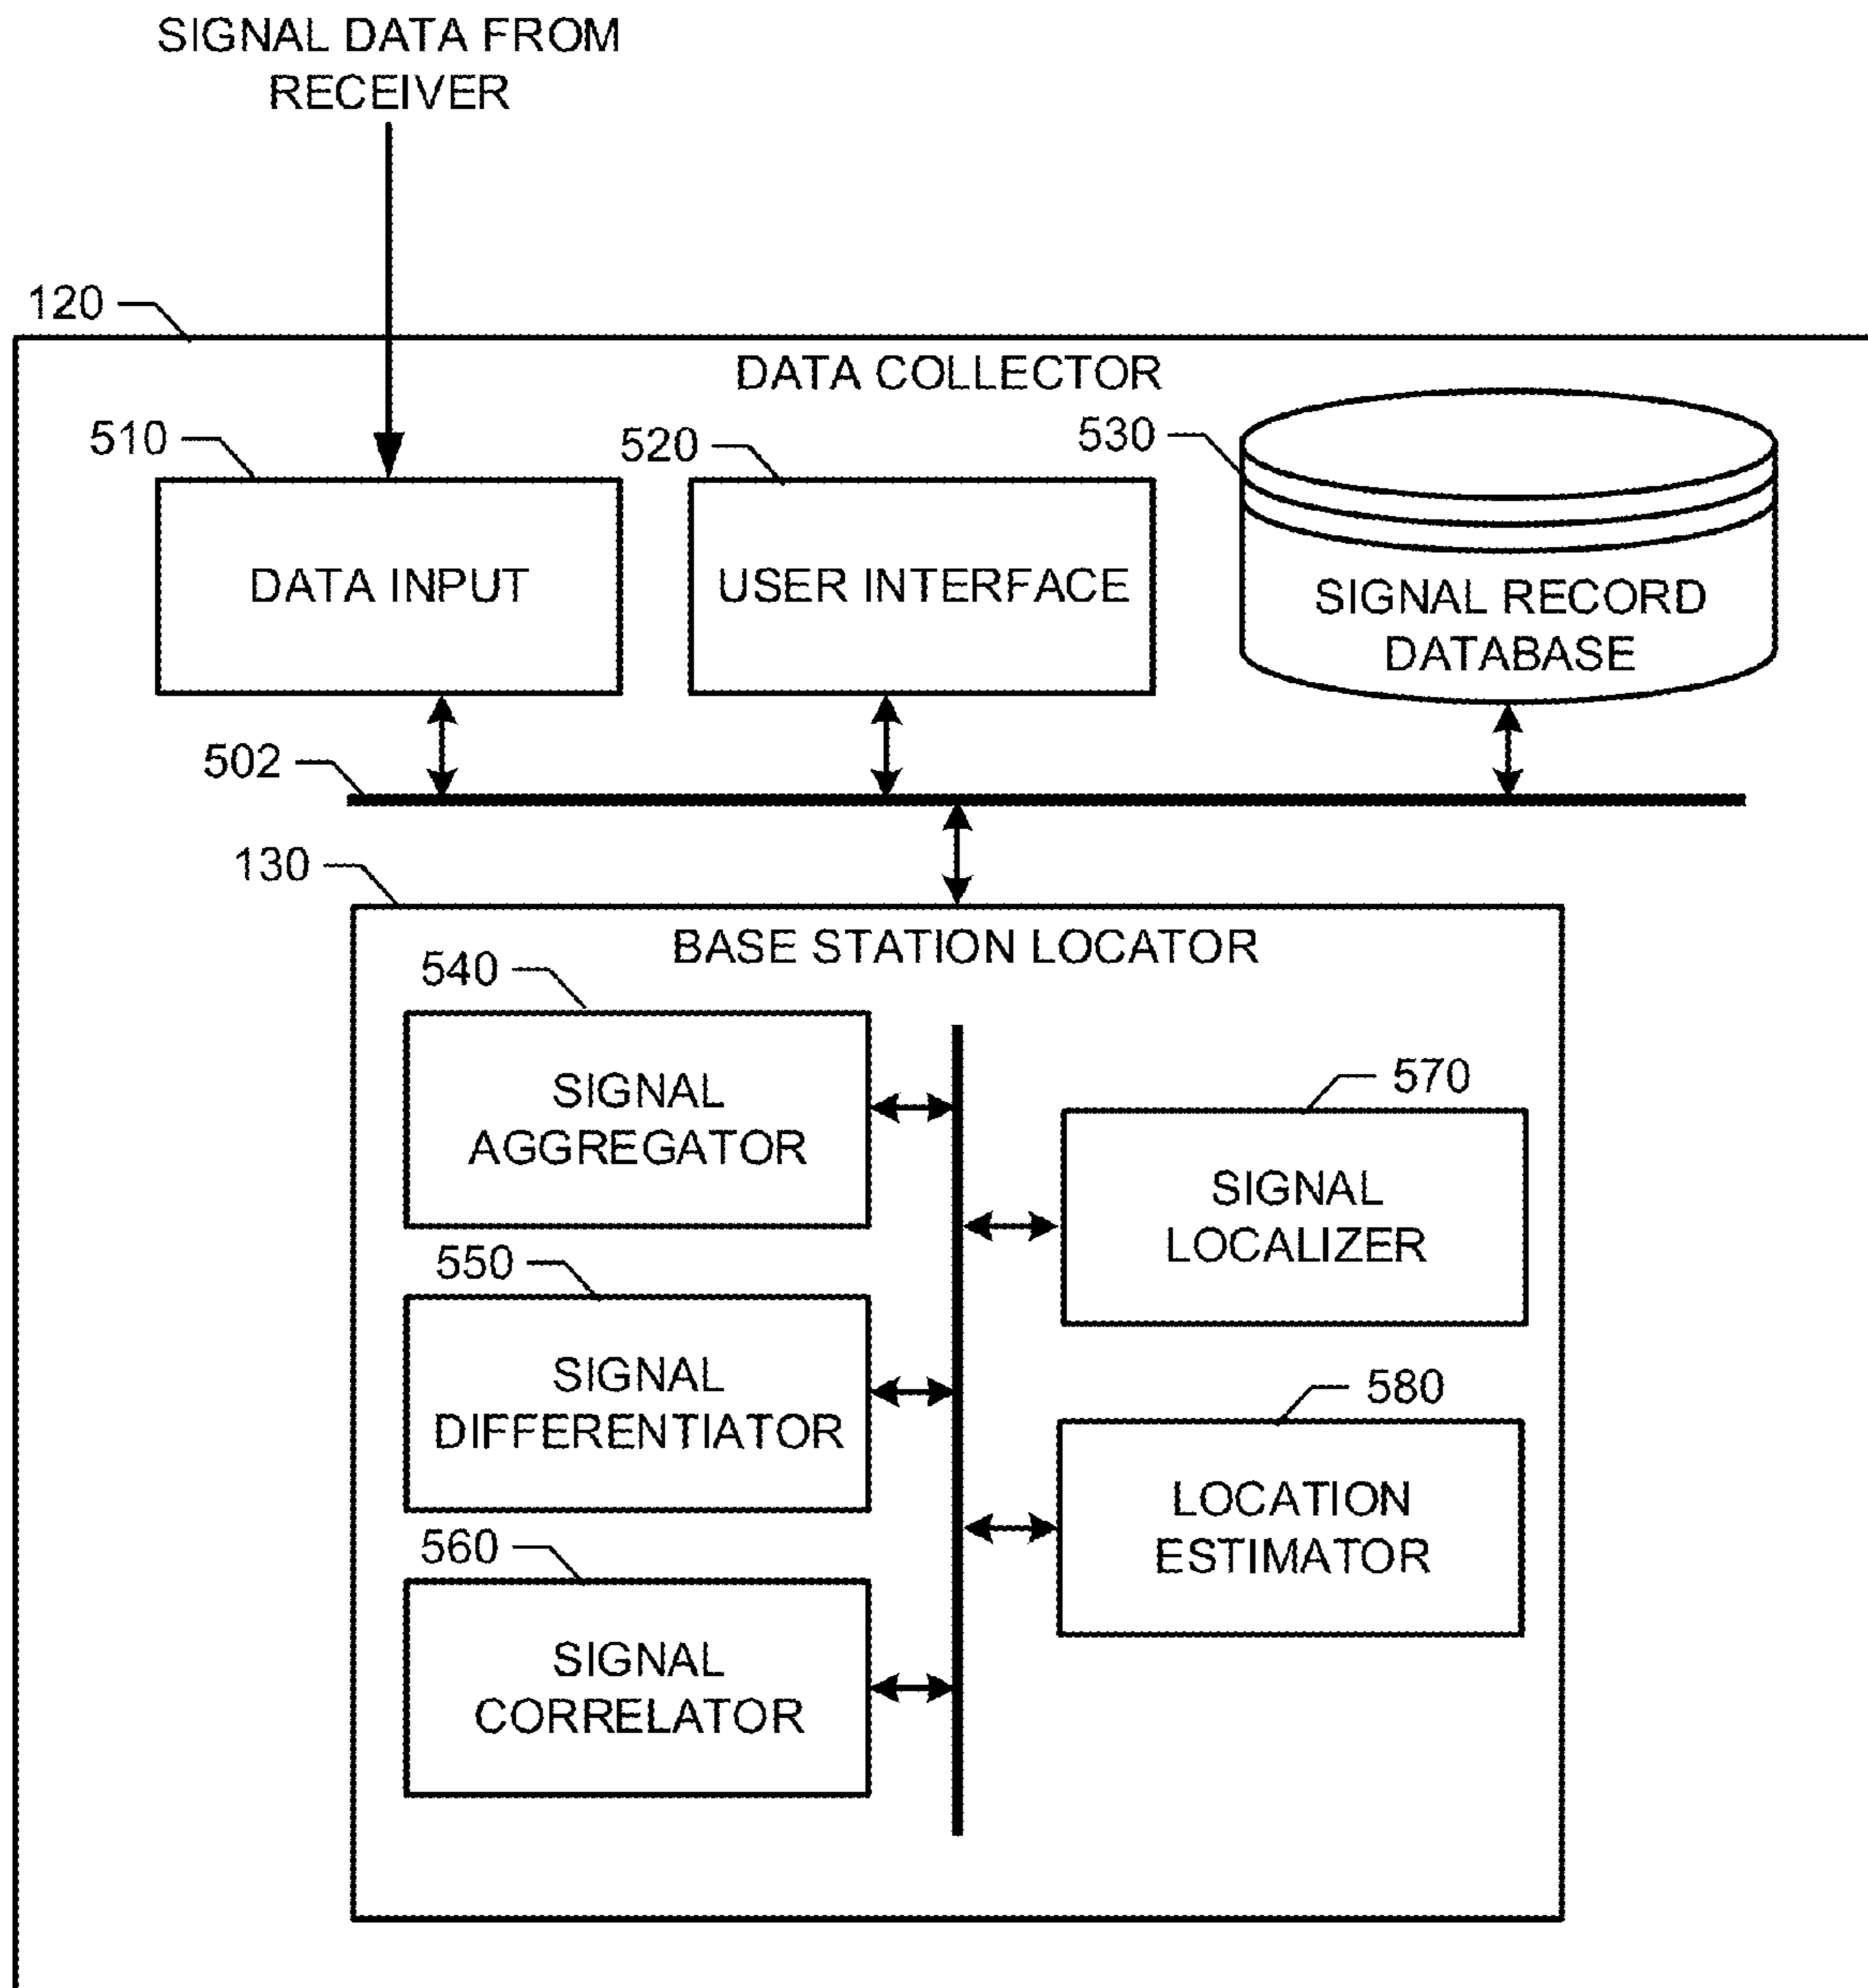 SIGNAL DATA FROM
RECEIVER
120
DATA COLLECTOR
510
520
530
DATA INPUT
USER INTERFACE
SIGNAL RECORD
DATABASE
502
130
BASE STATION LOCATOR
540
SIGNAL
AGGREGATOR
570
SIGNAL
LOCALIZER
550
SIGNAL
DIFFERENTIATOR
580
LOCATION
ESTIMATOR
560
SIGNAL
CORRELATOR